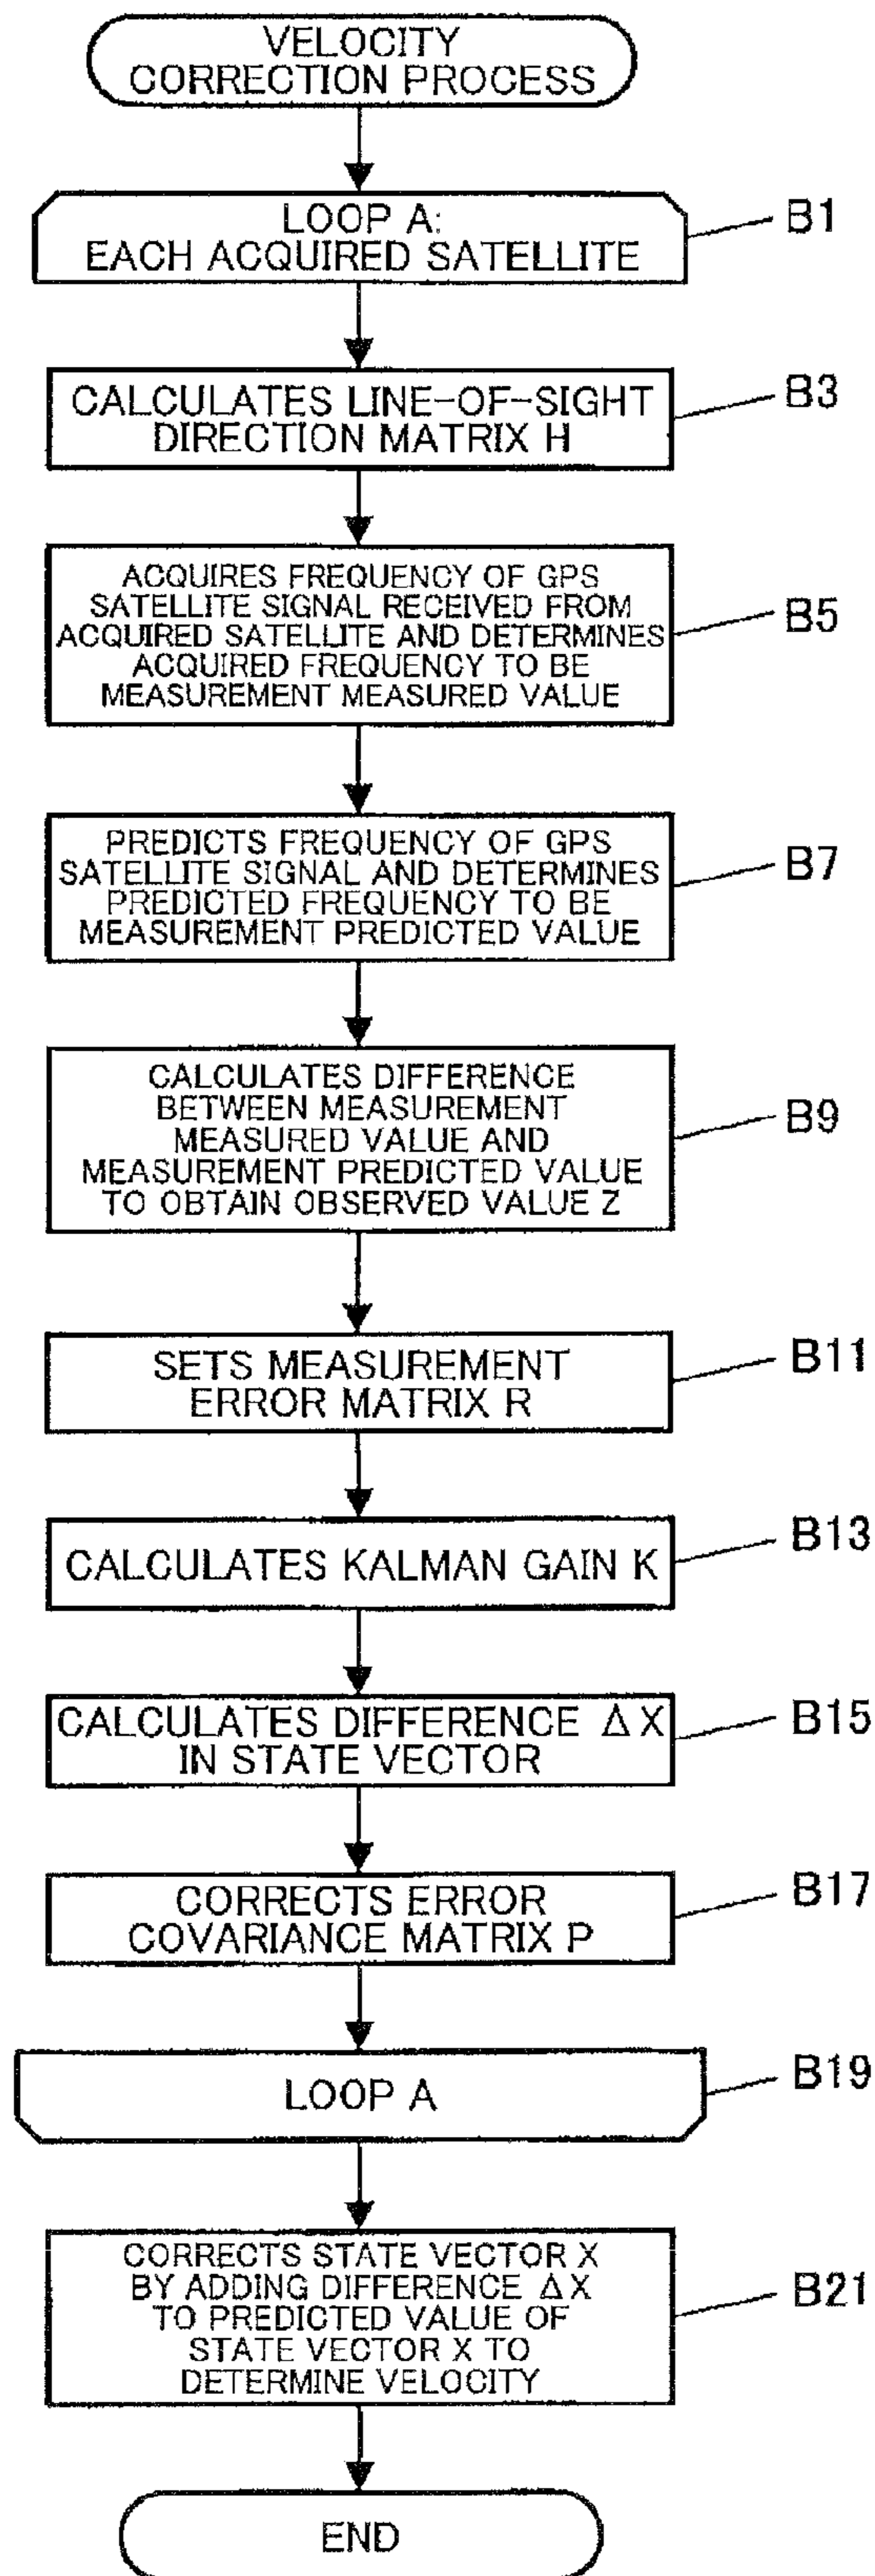 VELOCITY
CORRECTION PROCESS
LOOP A:
EACH ACQUIRED SATELLITE
B1
CALCULATES LINE-OF-SIGHT
DIRECTION MATRIX H
B3
ACQUIRES FREQUENCY OF GPS
SATELLITE SIGNAL RECEIVED FROM
ACQUIRED SATELLITE AND DETERMINES
ACQUIRED FREQUENCY TO BE
MEASUREMENT MEASURED VALUE
B5
PREDICTS FREQUENCY OF GPS
SATELLITE SIGNAL AND DETERMINES
PREDICTED FREQUENCY TO BE
MEASUREMENT PREDICTED VALUE
B7
CALCULATES DIFFERENCE
BETWEEN MEASUREMENT
MEASURED VALUE AND
MEASUREMENT PREDICTED VALUE
TO OBTAIN OBSERVED VALUE Z
B9
SETS MEASUREMENT
ERROR MATRIX R
B11
CALCULATES KALMAN GAIN K
B13
CALCULATES DIFFERENCE ΔX
IN STATE VECTOR
B15
CORRECTS ERROR
COVARIANCE MATRIX P
B17
LOOP A
B19
CORRECTS STATE VECTOR X
BY ADDING DIFFERENCE ΔX
TO PREDICTED VALUE OF
STATE VECTOR X TO
DETERMINE VELOCITY
B21
END